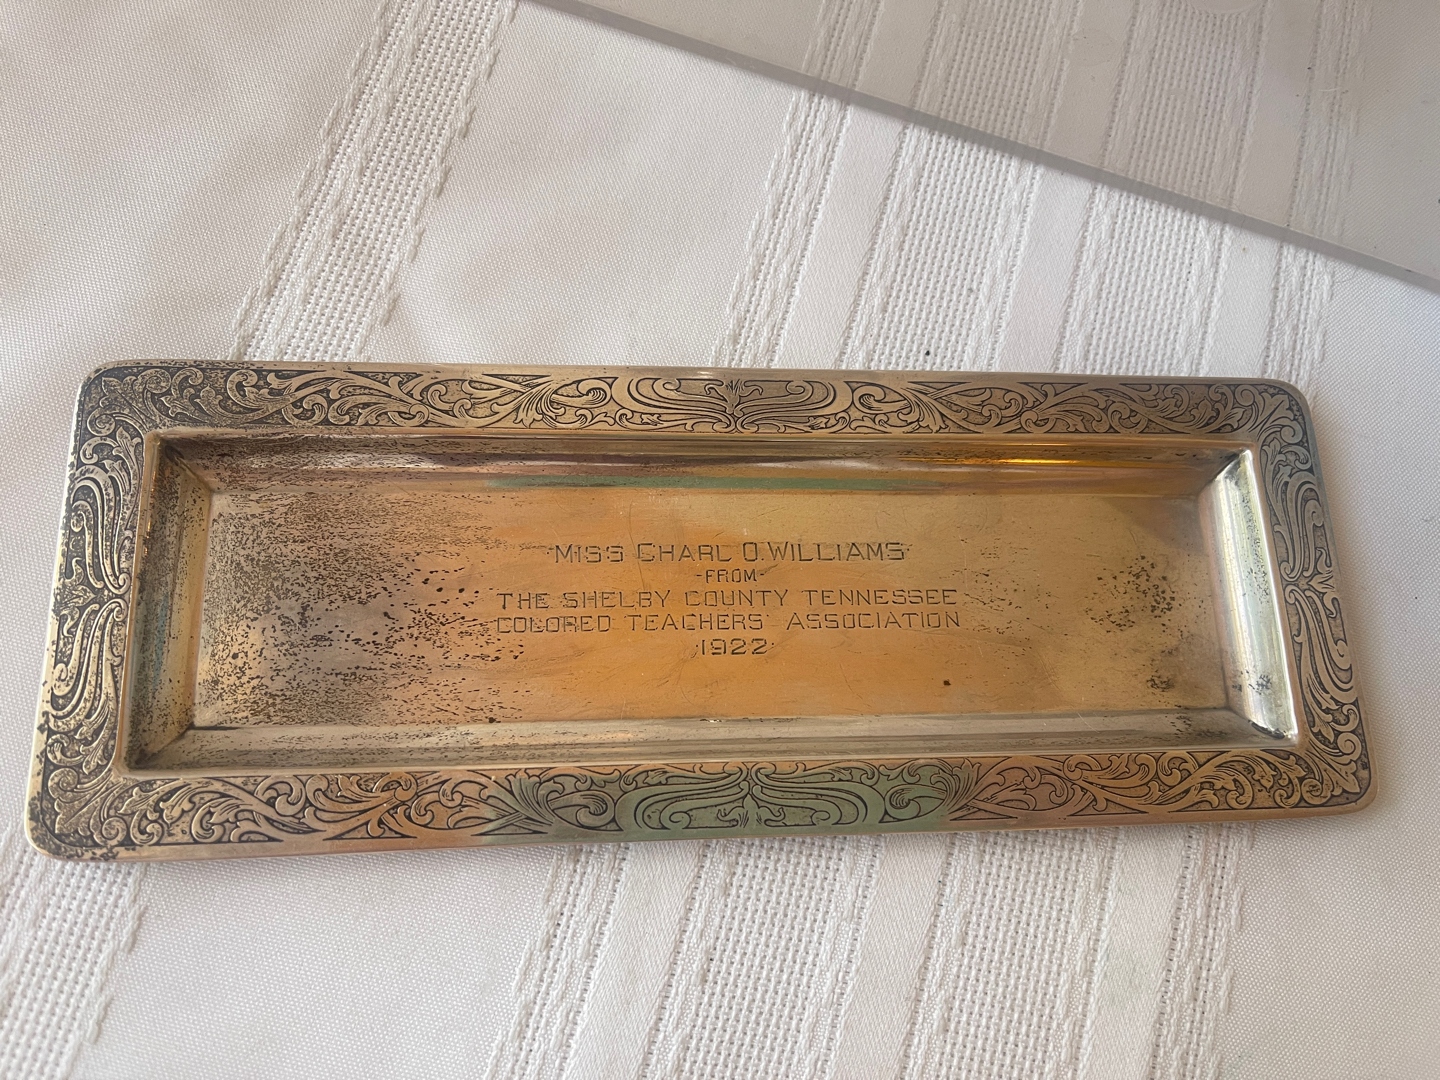 MISS CHARL O WILLIAMS
-FROM-
THE SHELBY COUNTY TENNESSEE
COLORED TEACHERS' ASSOCIATION
1922